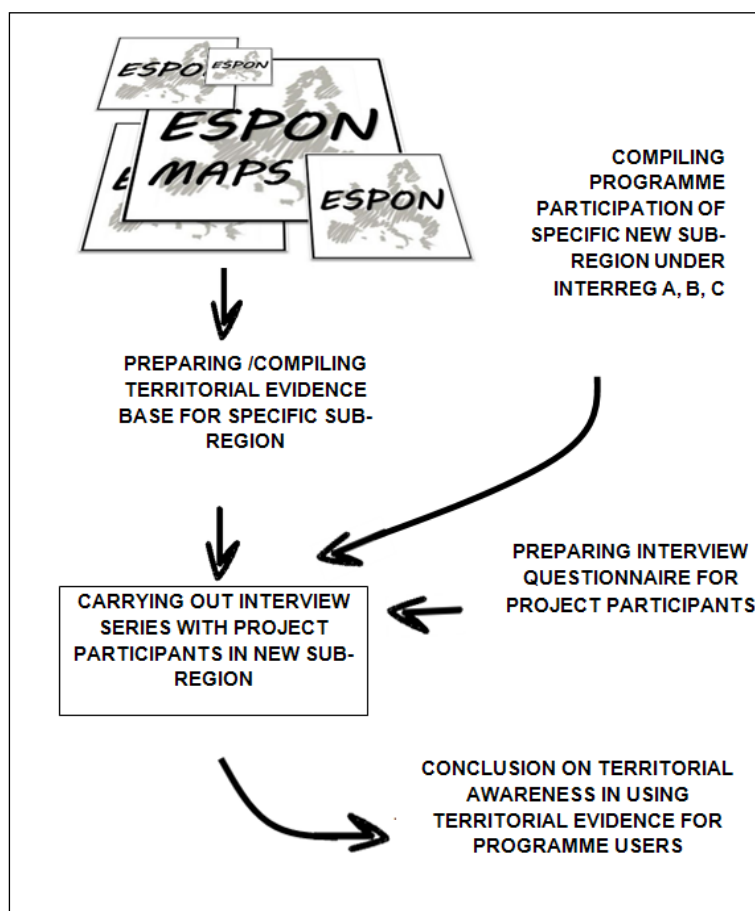 ESPO
ESPON
ESPON
MAPS
E
ESPON
COMPILING
PROGRAMME
PARTICIPATION OF
SPECIFIC NEW SUB-
REGION UNDER
INTERREG A, B, C
PREPARING /COMPILING
TERRITORIAL EVIDENCE
BASE FOR SPECIFIC SUB-
REGION
PREPARING INTERVIEW
QUESTIONNAIRE FOR
PROJECT PARTICIPANTS
CARRYING OUT INTERVIEW
SERIES WITH PROJECT
PARTICIPANTS IN NEW SUB-
REGION
CONCLUSION ON TERRITORIAL
AWARENESS IN USING
TERRITORIAL EVIDENCE FOR
PROGRAMME USERS